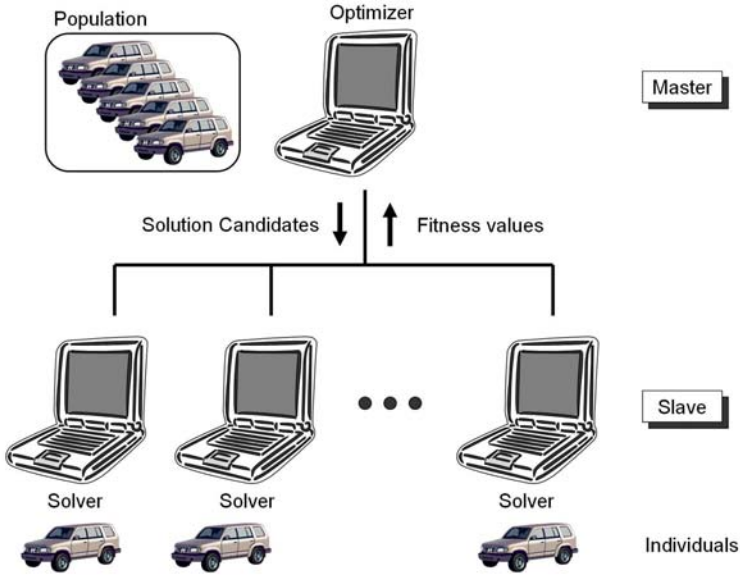 Population
Optimizer
Master
Solution Candidates
Fitness values
Slave
Solver
Solver
Solver
Individuals